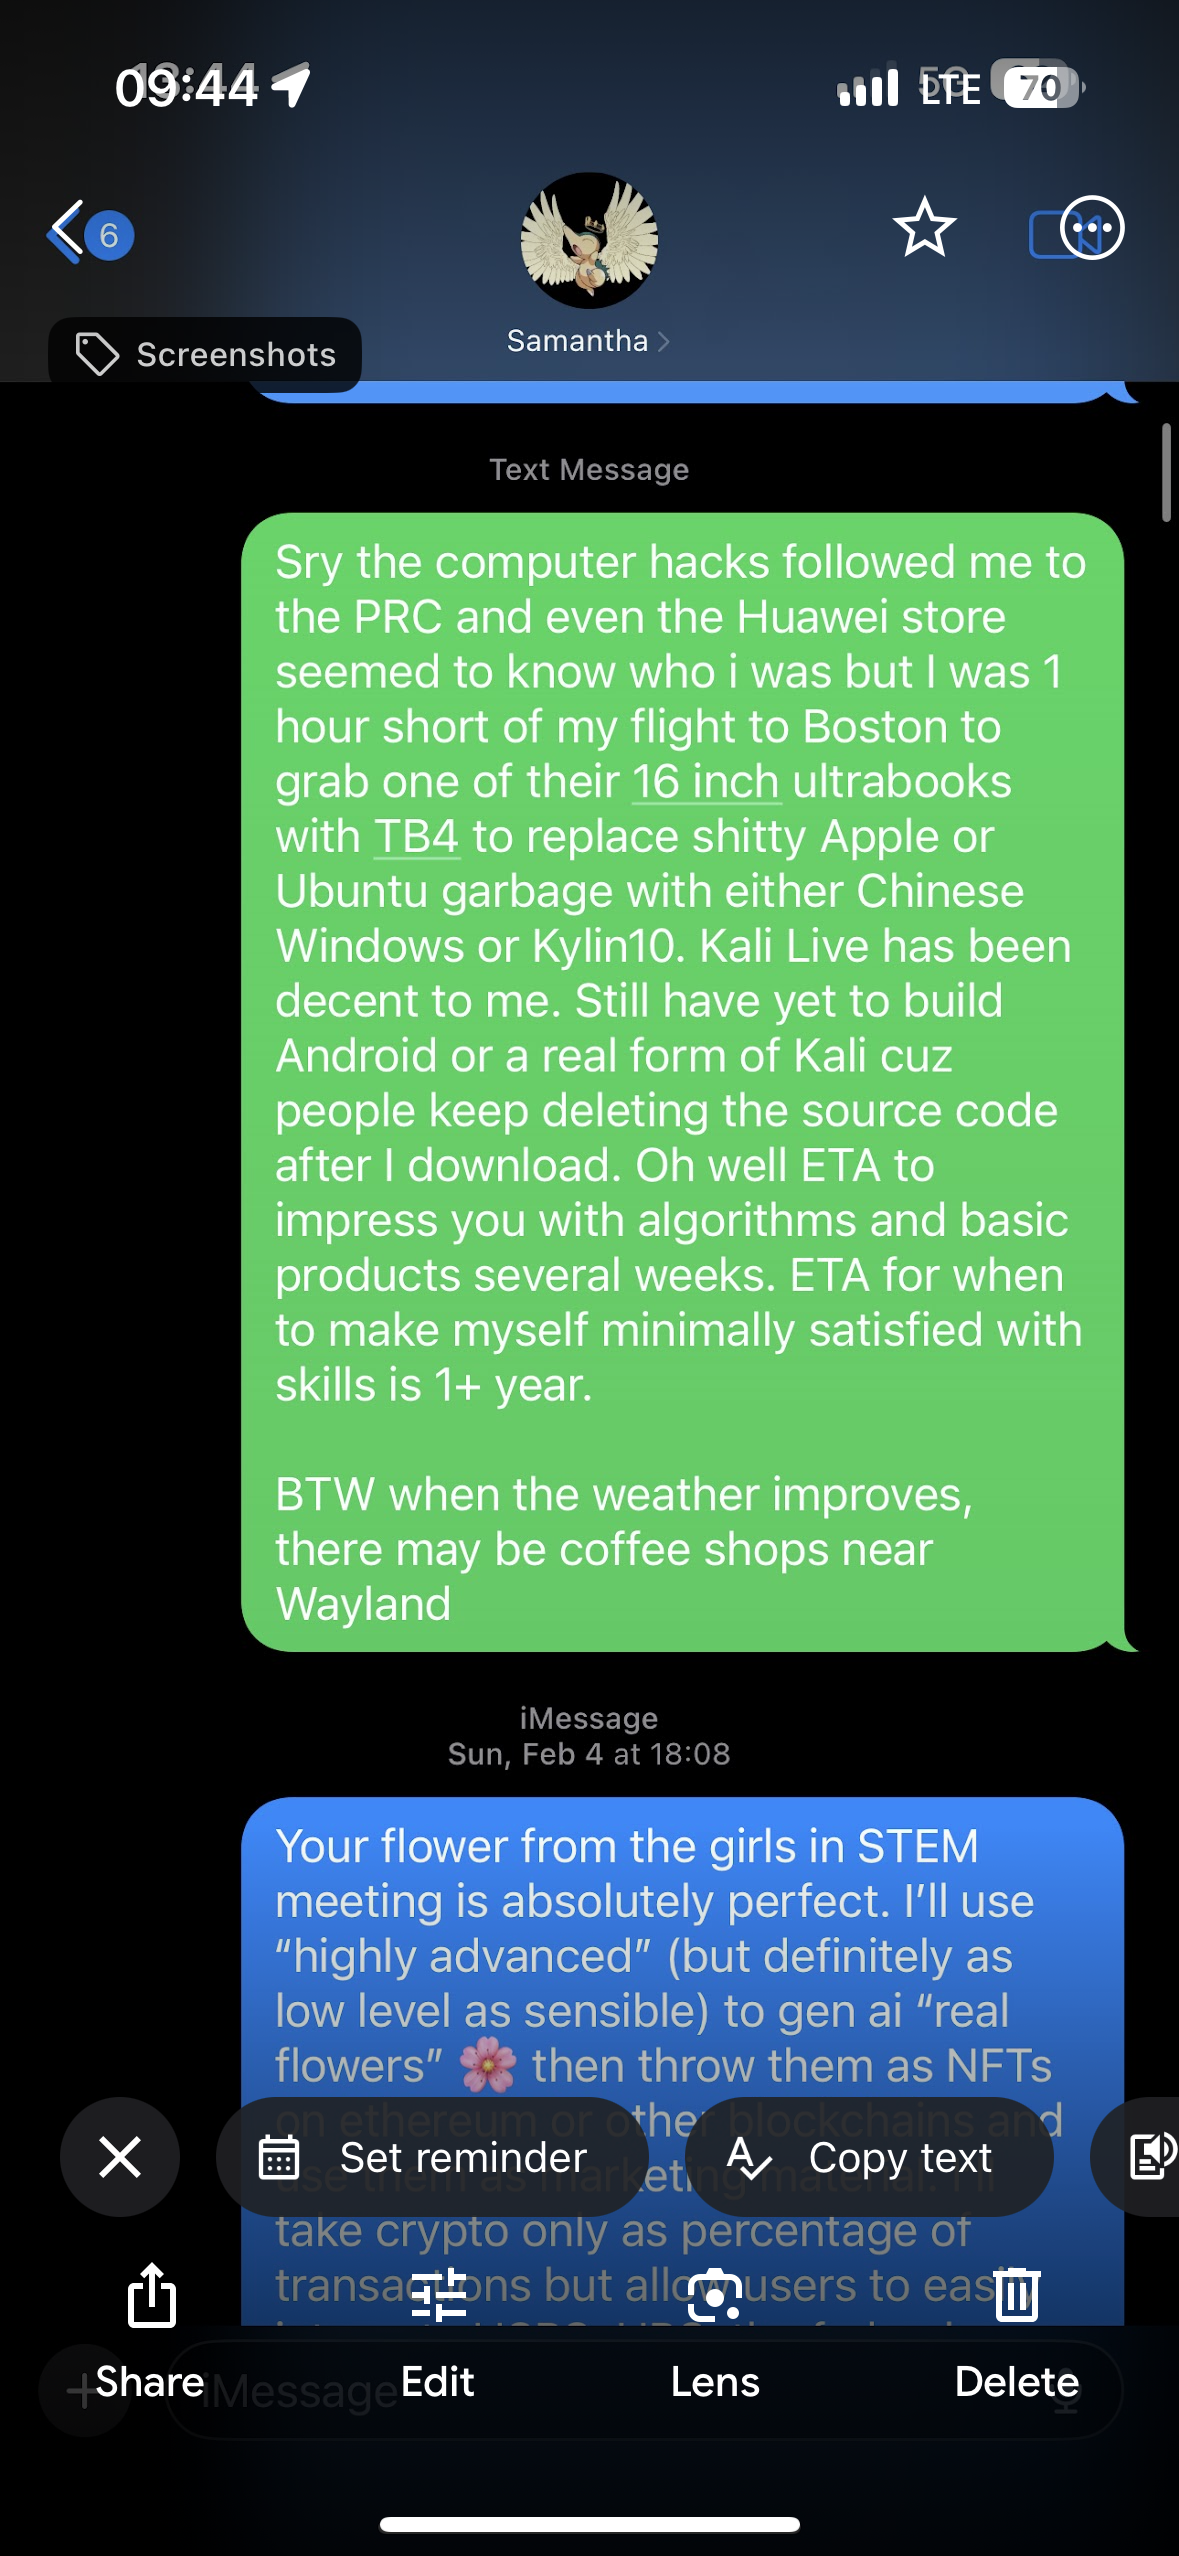 09:44
LTE
70
6
Samantha
Screenshots
Text Message
Sry the computer hacks followed me to
the PRC and even the Huawei store
seemed to know who i was but I was 1
hour short of my flight to Boston to
grab one of their 16 inch ultrabooks
with TB4 to replace shitty Apple or
Ubuntu garbage with either Chinese
Windows or Kylin10. Kali Live has been
decent to me. Still have yet to build
Android or a real form of Kali cuz
people keep deleting the source code
after I download. Oh well ETA to
impress you with algorithms and basic
products several weeks. ETA for when
to make myself minimally satisfied with
skills is 1+ year.
BTW when the weather improves,
there may be coffee shops near
Wayland
iMessage
Sun, Feb 4 at 18:08
Your flower from the girls in STEM
meeting is absolutely perfect. I’ll use
“highly advanced” (but definitely as
low level as sensible) to gen ai “real
flowers” 🌸 then throw them as NFTs
on ethereum or other blockchains and
use them as marketing material. I'll
Set reminder
Copy text
take crypto only as percentage of
transactions but allow users to easily
Share
Edit
Lens
Delete
iMessage